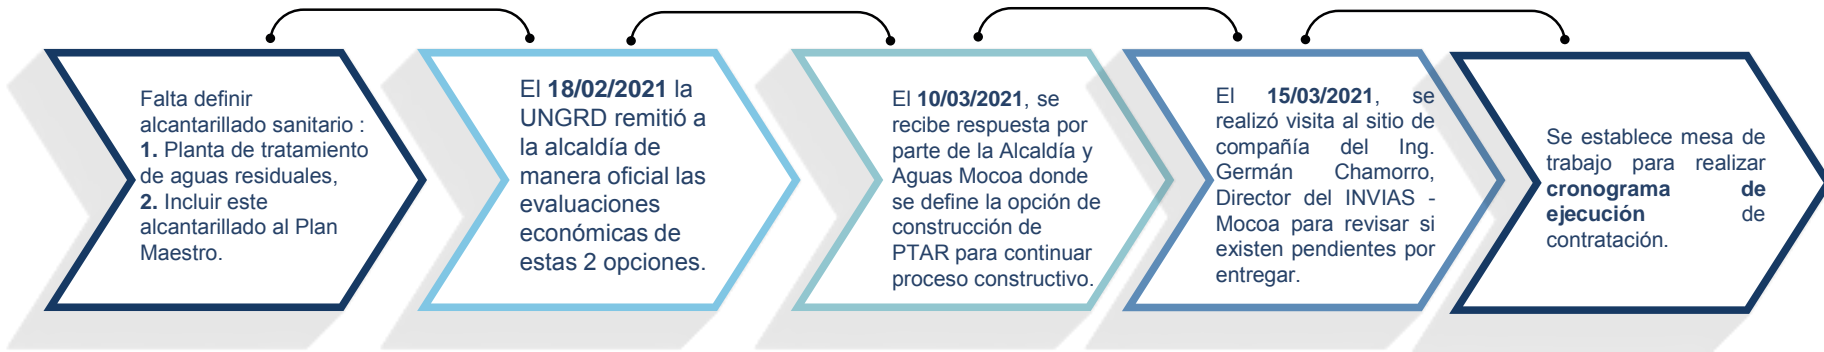 Falta definir
alcantarillado sanitario :
1. Planta de tratamiento
de aguas residuales,
2. Incluir este
alcantarillado al Plan
Maestro.
El 18/02/2021 la
UNGRD remitió a
la alcaldía de
manera oficial las
evaluaciones
económicas de
estas 2 opciones.
El 10/03/2021, se
recibe respuesta por
parte de la Alcaldía y
Aguas Mocoa donde
se define la opción de
construcción de
PTAR para continuar
proceso constructivo.
El 15/03/2021, se
realizó visita al sitio de
compañía del Ing.
Germán Chamorro,
Director del INVIAS -
Mocoa para revisar si
existen pendientes por
entregar.
Se establece mesa de
trabajo para realizar
cronograma de
ejecución de
contratación.